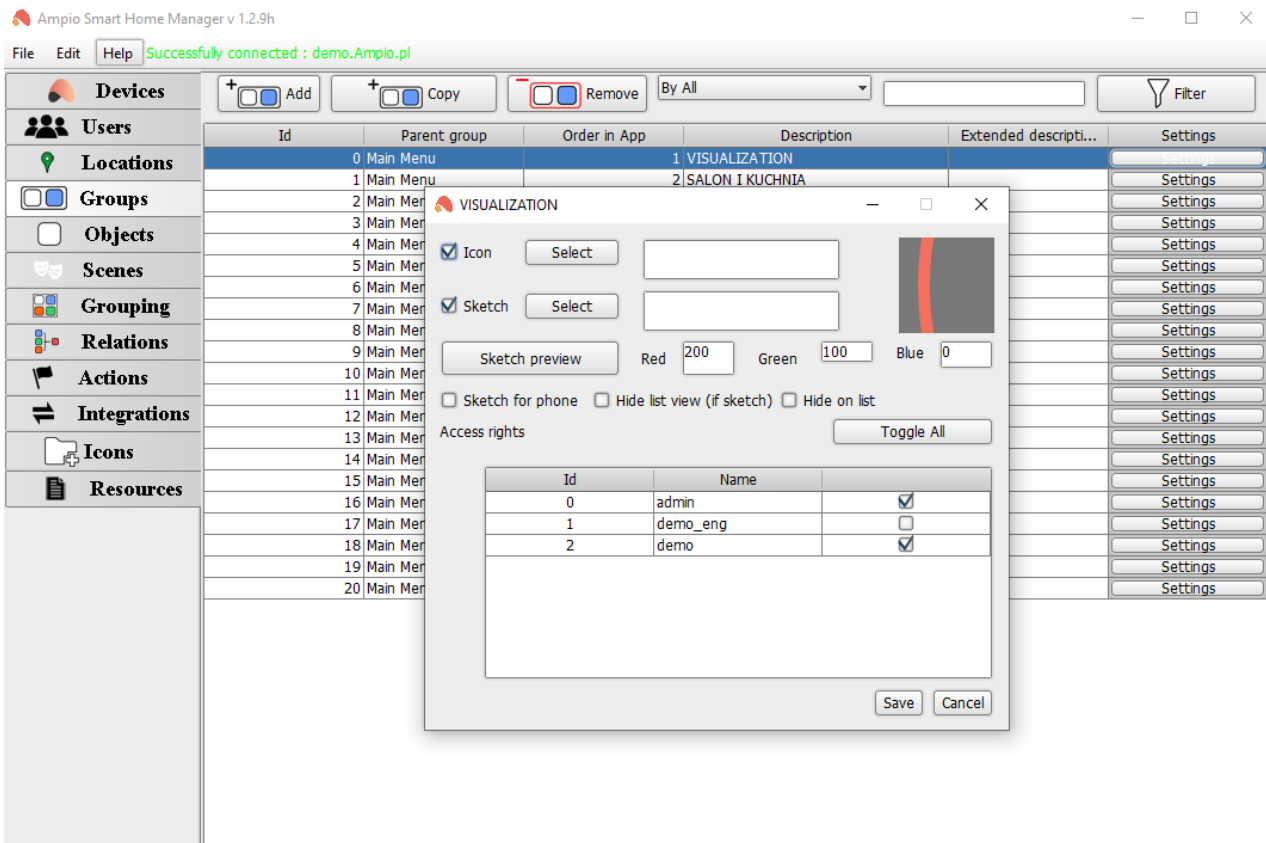 Ampio Smart Home Manager v 1.2.9h
File Edit Help Successfully connected : demo.Ampio.pl
Devices
Users
Locations
Groups
Objects
Scenes
Grouping
Relations
Actions
Integrations
Icons
Resources
Add Copy Remove By All Filter
Id Parent group Order in App Description Extended descripti... Settings
0 Main Menu 1 VISUALIZATION Settings
1 Main Menu 2 SALON I KUCHNIA Settings
2 Main Mer Settings
3 Main Mer Settings
4 Main Mer Settings
5 Main Mer Settings
6 Main Mer Settings
7 Main Mer Settings
8 Main Mer Settings
9 Main Mer Settings
10 Main Mer Settings
11 Main Mer Settings
12 Main Mer Settings
13 Main Mer Settings
14 Main Mer Settings
15 Main Mer Settings
16 Main Mer Settings
17 Main Mer Settings
18 Main Mer Settings
19 Main Mer Settings
20 Main Mer Settings
VISUALIZATION
Icon Select
Sketch Select
Sketch preview Red 200 Green 100 Blue 0
Sketch for phone Hide list view (if sketch) Hide on list
Access rights Toggle All
Id Name
0 admin
1 demo_eng
2 demo
Save Cancel